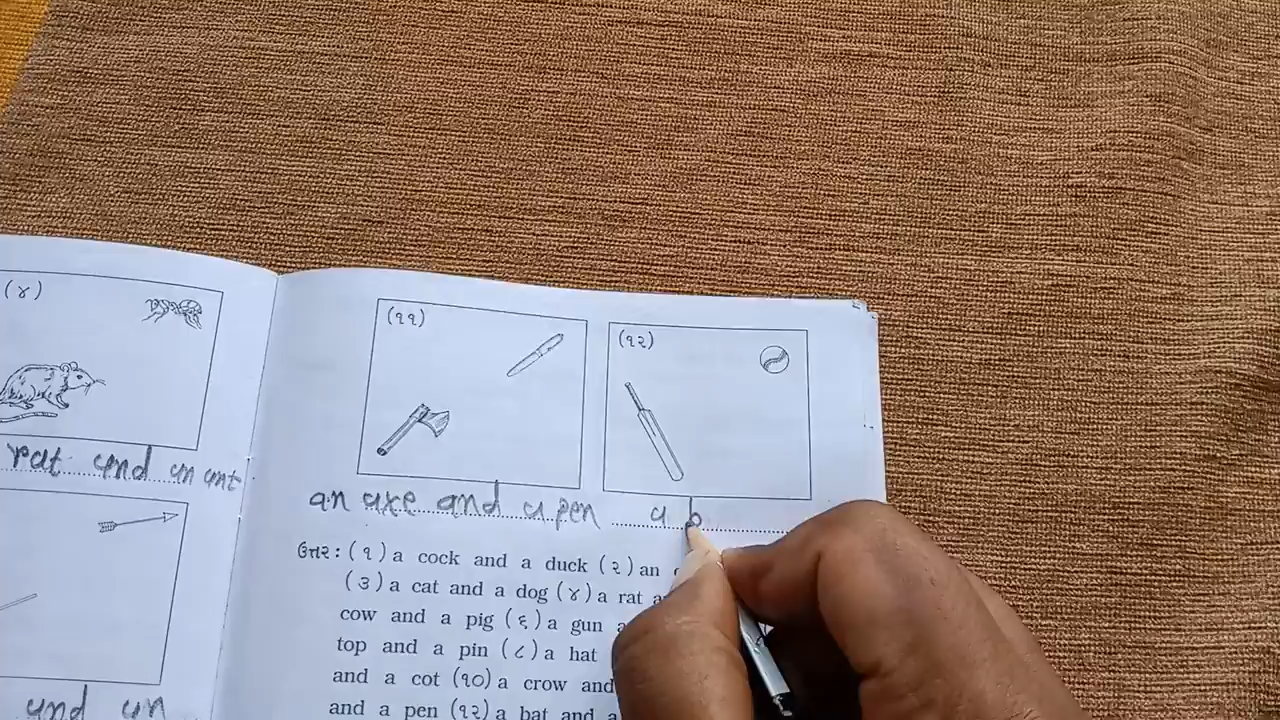 (૪)
rat and an ant
and an
(૧૧)
an axe and a pen
(૧૨)
a b
ઉત્તર : (૧) a cock and a duck (૨) an
(૩) a cat and a dog (૪) a rat
cow and a pig (૬) a gun
top and a pin (૮) a hat
and a cot (૧૦) a crow and
and a pen (૧૨) a bat and a